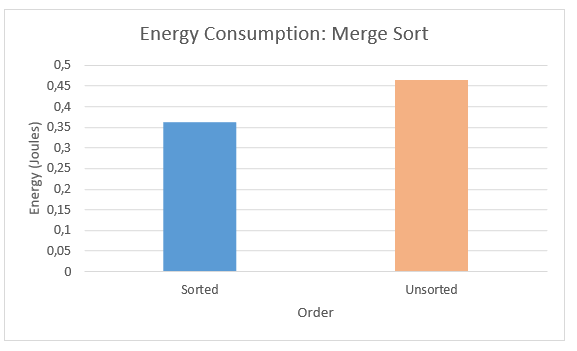 Energy Consumption: Merge Sort
0,5
0,45
0,4
0,35
0,3
0,25
0,2
0,15
0,1
0,05
0
Energy (Joules)
Sorted
Unsorted
Order